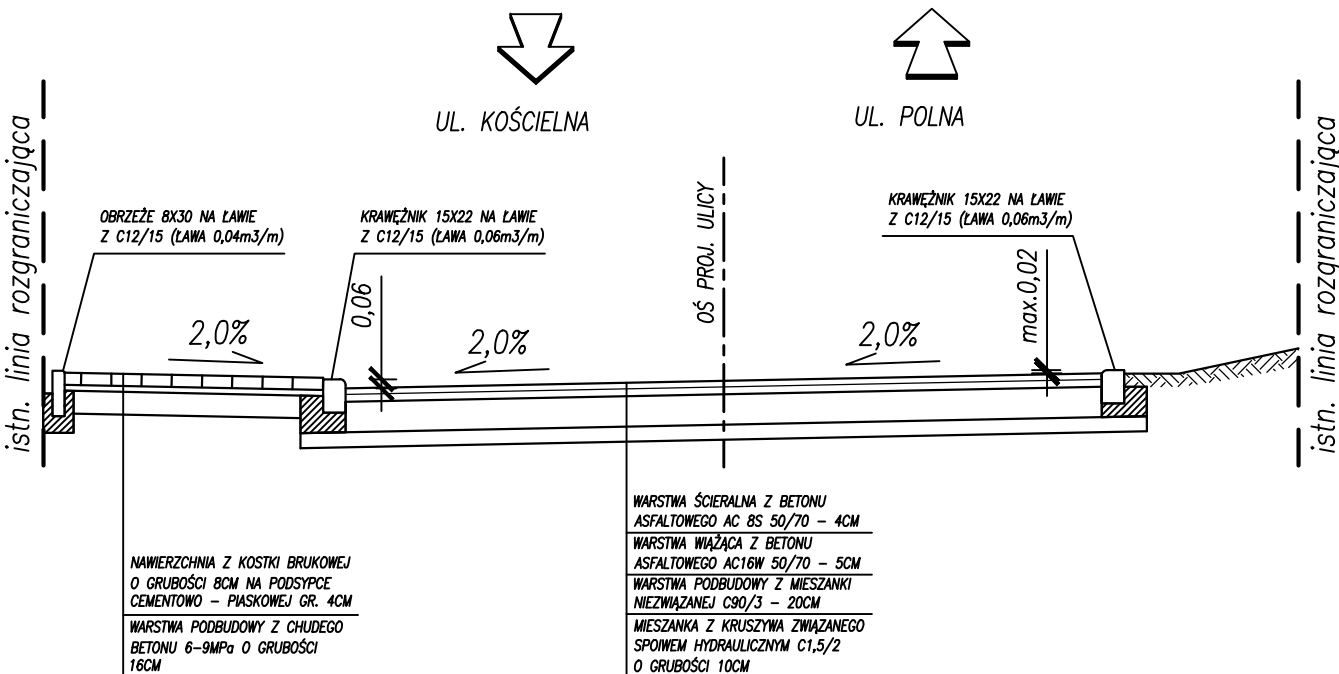 UL. KOŚCIELNA
UL. POLNA
istn. linia rozgraniczająca
OBRZEŻE 8X30 NA ŁAWIE
Z C12/15 (ŁAWA 0,04m3/m)
KRAWĘŻNIK 15X22 NA ŁAWIE
Z C12/15 (ŁAWA 0,06m3/m)
OŚ PROJ. ULICY
KRAWĘŻNIK 15X22 NA ŁAWIE
Z C12/15 (ŁAWA 0,06m3/m)
istn. linia rozgraniczająca
0,06
max.0,02
2,0%
2,0%
2,0%
NAWIERZCHNIA Z KOSTKI BRUKOWEJ
O GRUBOŚCI 8CM NA PODSYPCE
CEMENTOWO - PIASKOWEJ GR. 4CM
WARSTWA PODBUDOWY Z CHUDEGO
BETONU 6-9MPa O GRUBOŚCI
16CM
WARSTWA ŚCIERALNA Z BETONU
ASFALTOWEGO AC 8S 50/70 - 4CM
WARSTWA WIĄŻĄCA Z BETONU
ASFALTOWEGO AC16W 50/70 - 5CM
WARSTWA PODBUDOWY Z MIESZANKI
NIEZWIĄZANEJ C90/3 - 20CM
MIESZANKA Z KRUSZYWA ZWIĄZANEGO
SPOIWEM HYDRAULICZNYM C1,5/2
O GRUBOŚCI 10CM